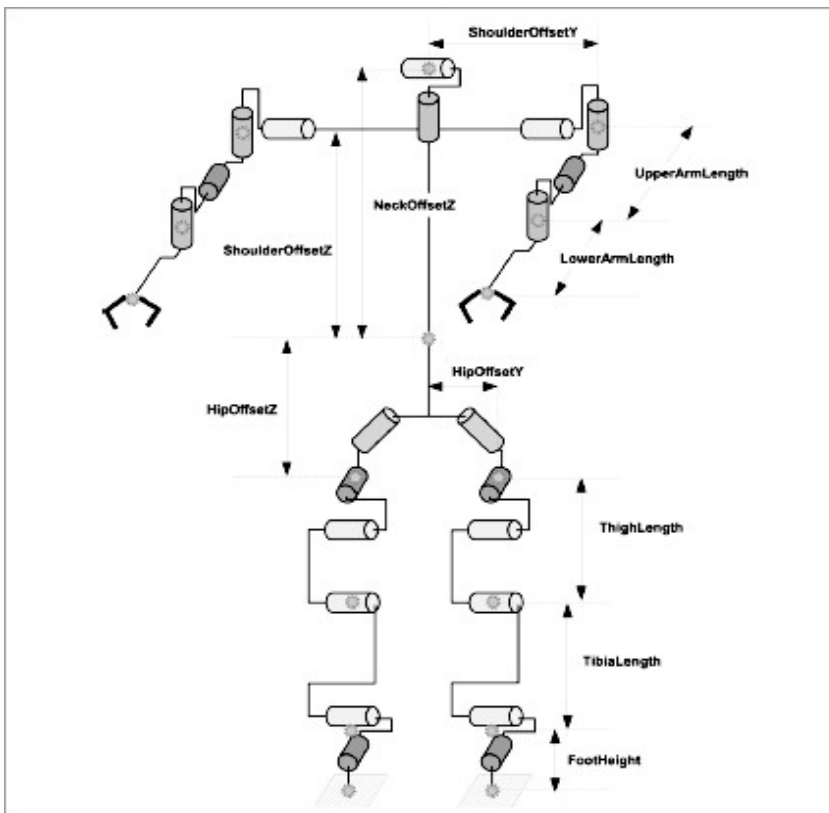 ShoulderOffsetY
UpperArmLength
NeckOffsetZ
ShoulderOffsetZ
LowerArmLength
HipOffsetY
HipOffsetZ
ThighLength
TibiaLength
FootHeight